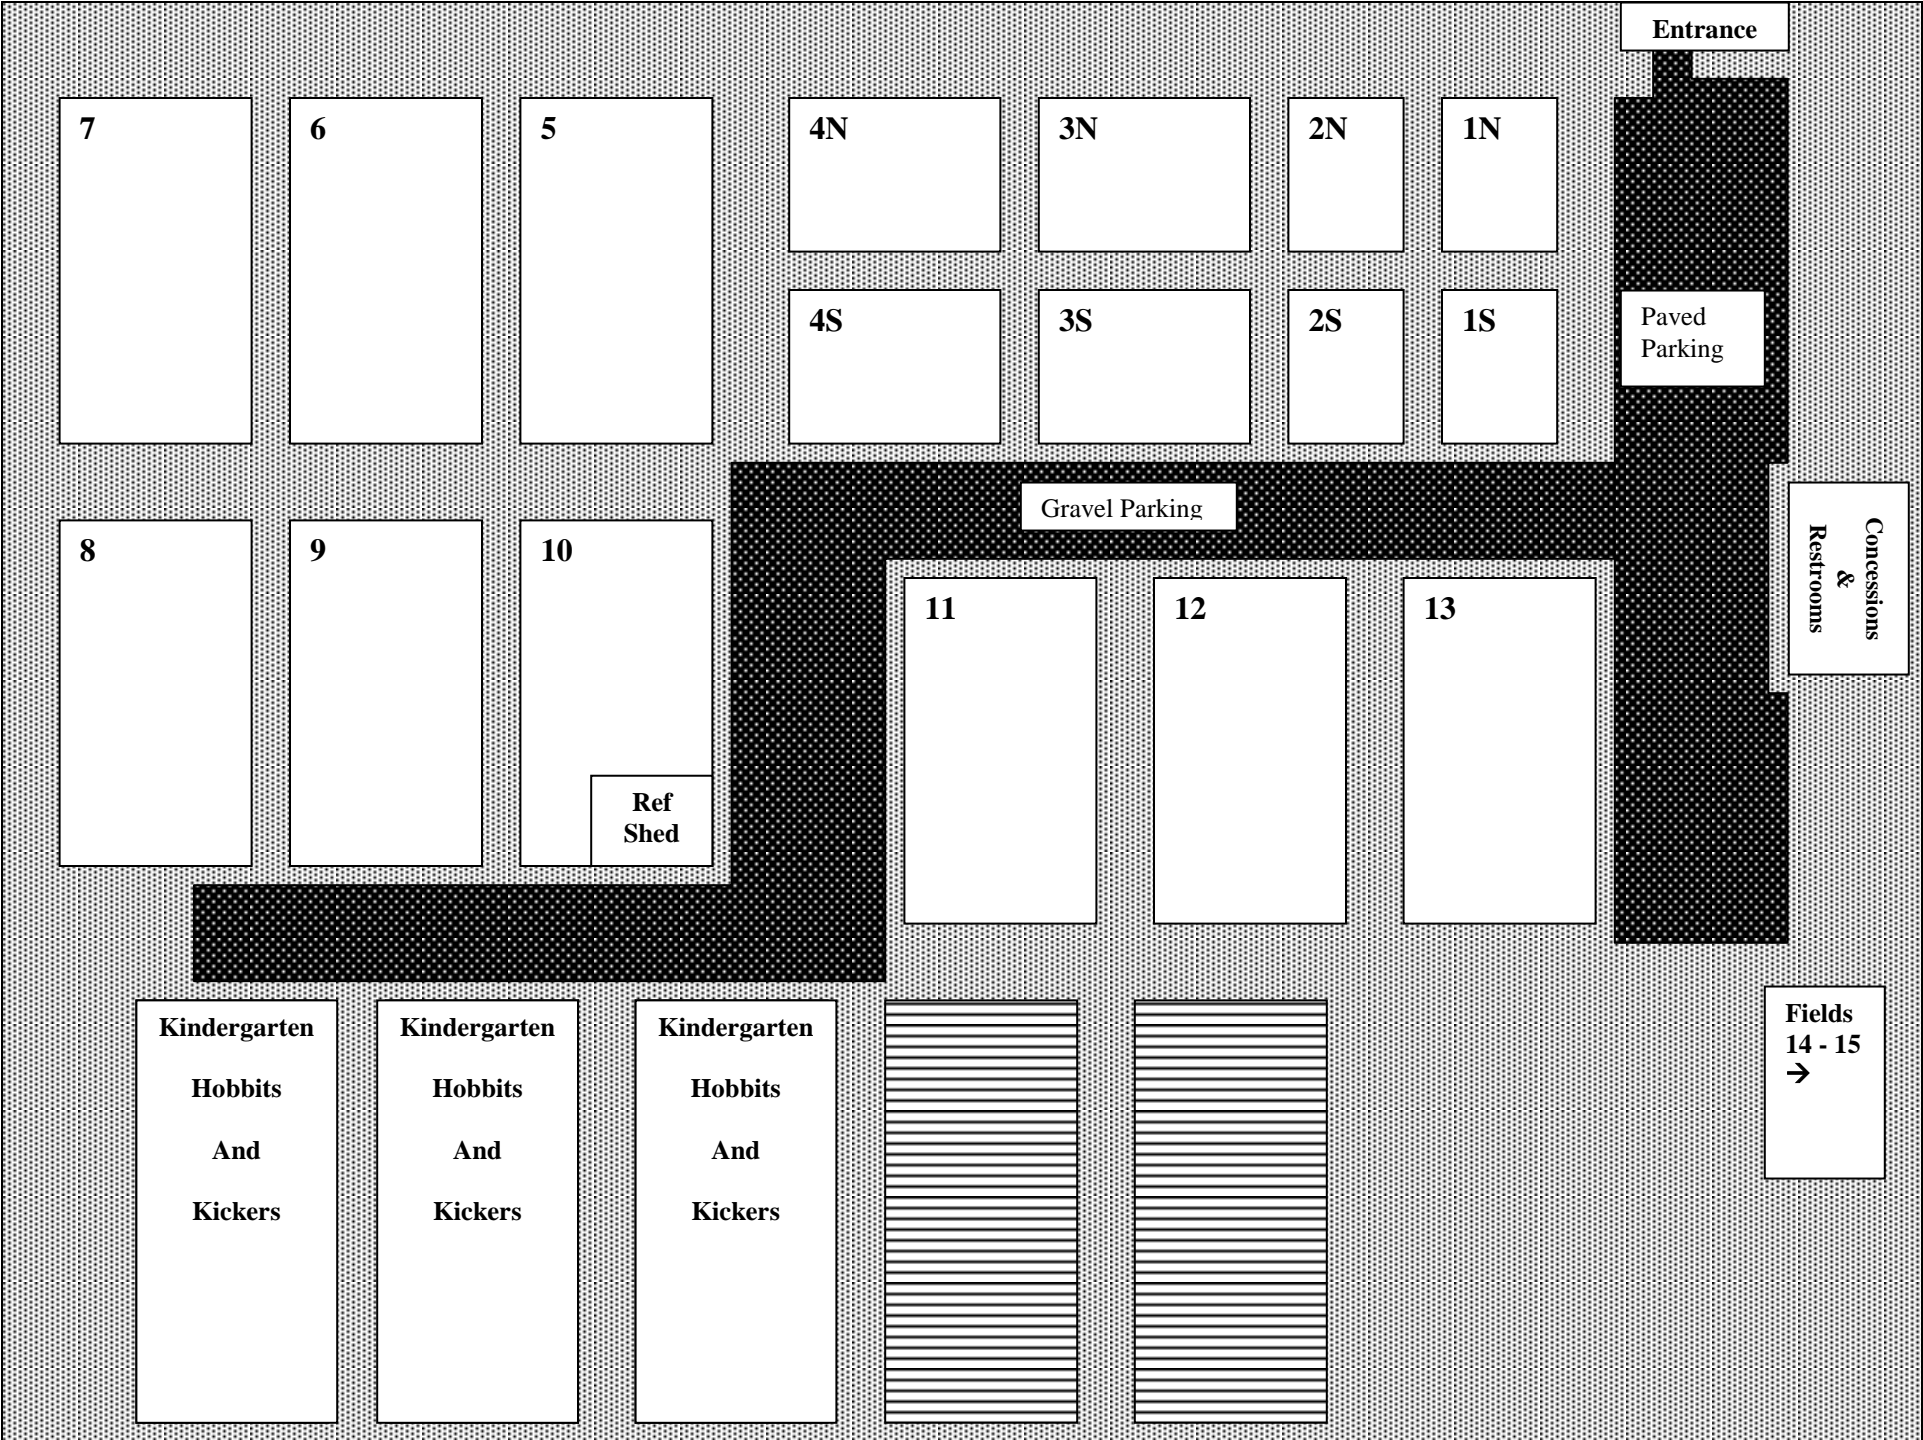 Entrance
7
6
5
4N
3N
2N
1N
4S
3S
2S
1S
Paved
Parking
Gravel Parking
Concessions
&
Restrooms
8
9
10
11
12
13
Ref
Shed
Kindergarten
Hobbits
And
Kickers
Kindergarten
Hobbits
And
Kickers
Kindergarten
Hobbits
And
Kickers
Fields
14 - 15
→